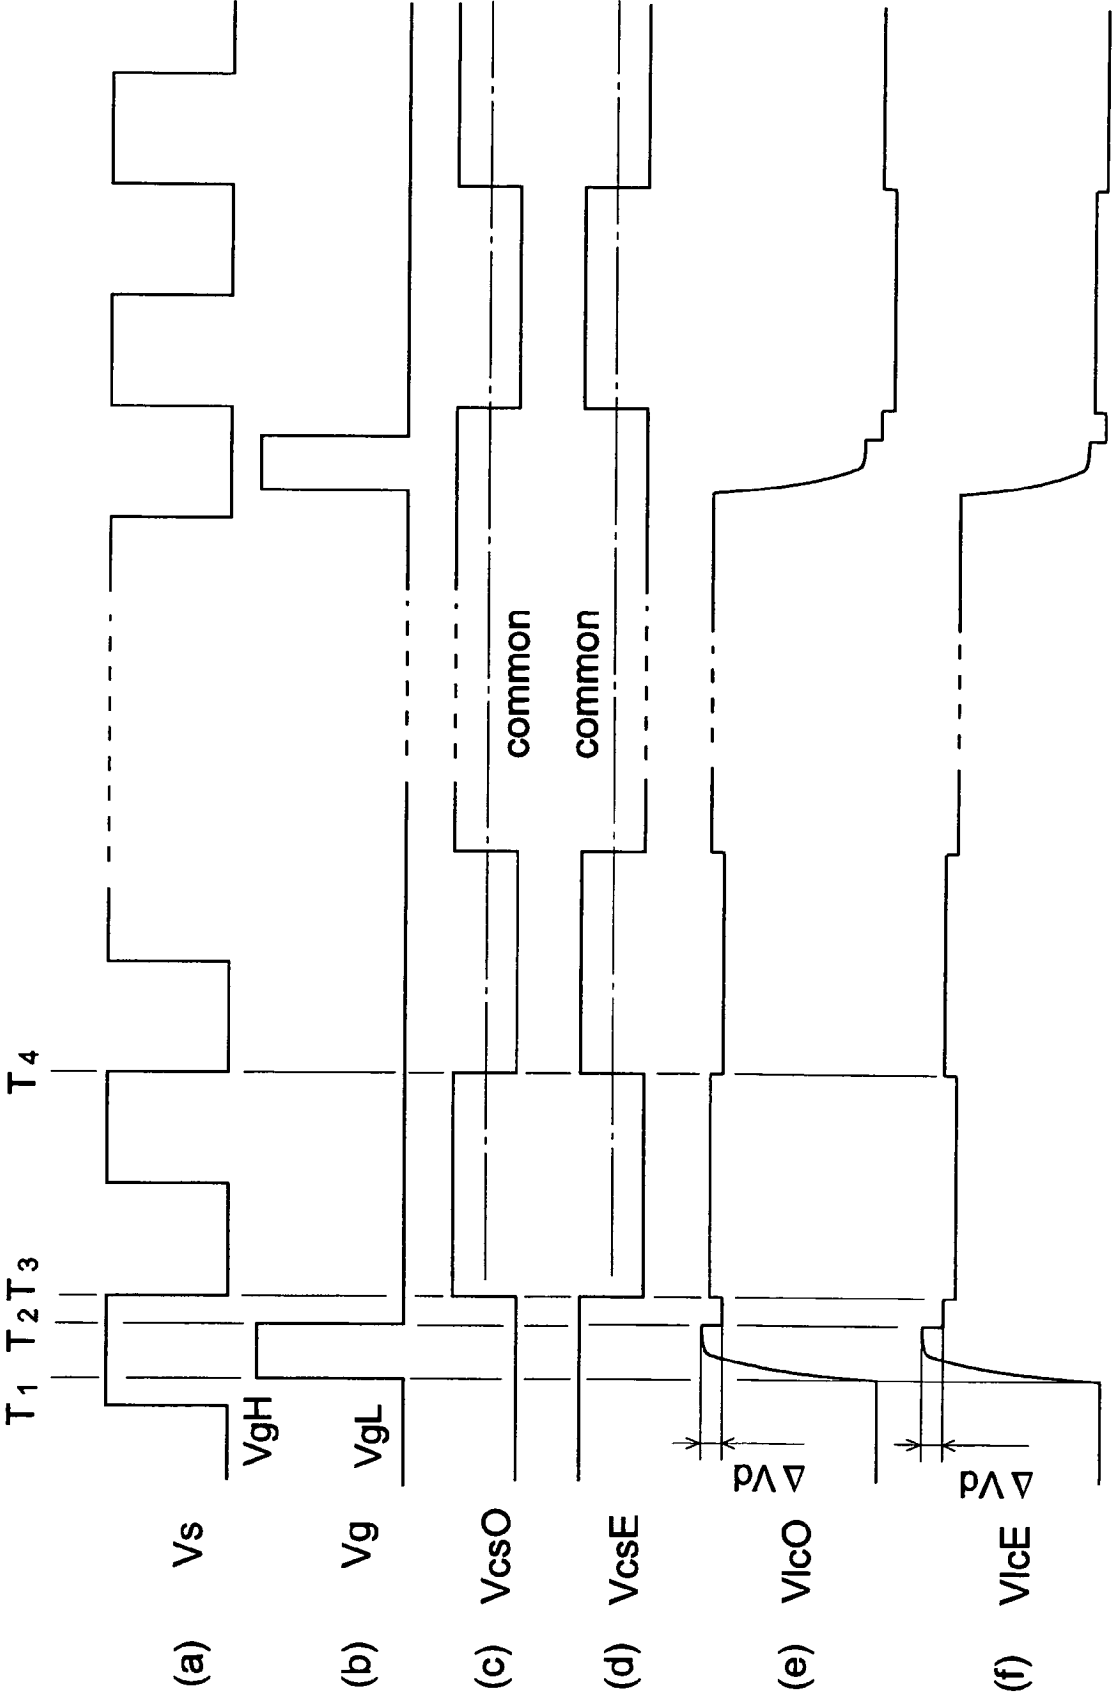 T1 T2 T3 T4
(a) Vs
VgH
(b) Vg VgL
(c) VcsO
common
(d) VcsE
common
(e) VlcO ΔVd
(f) VlcE ΔVd